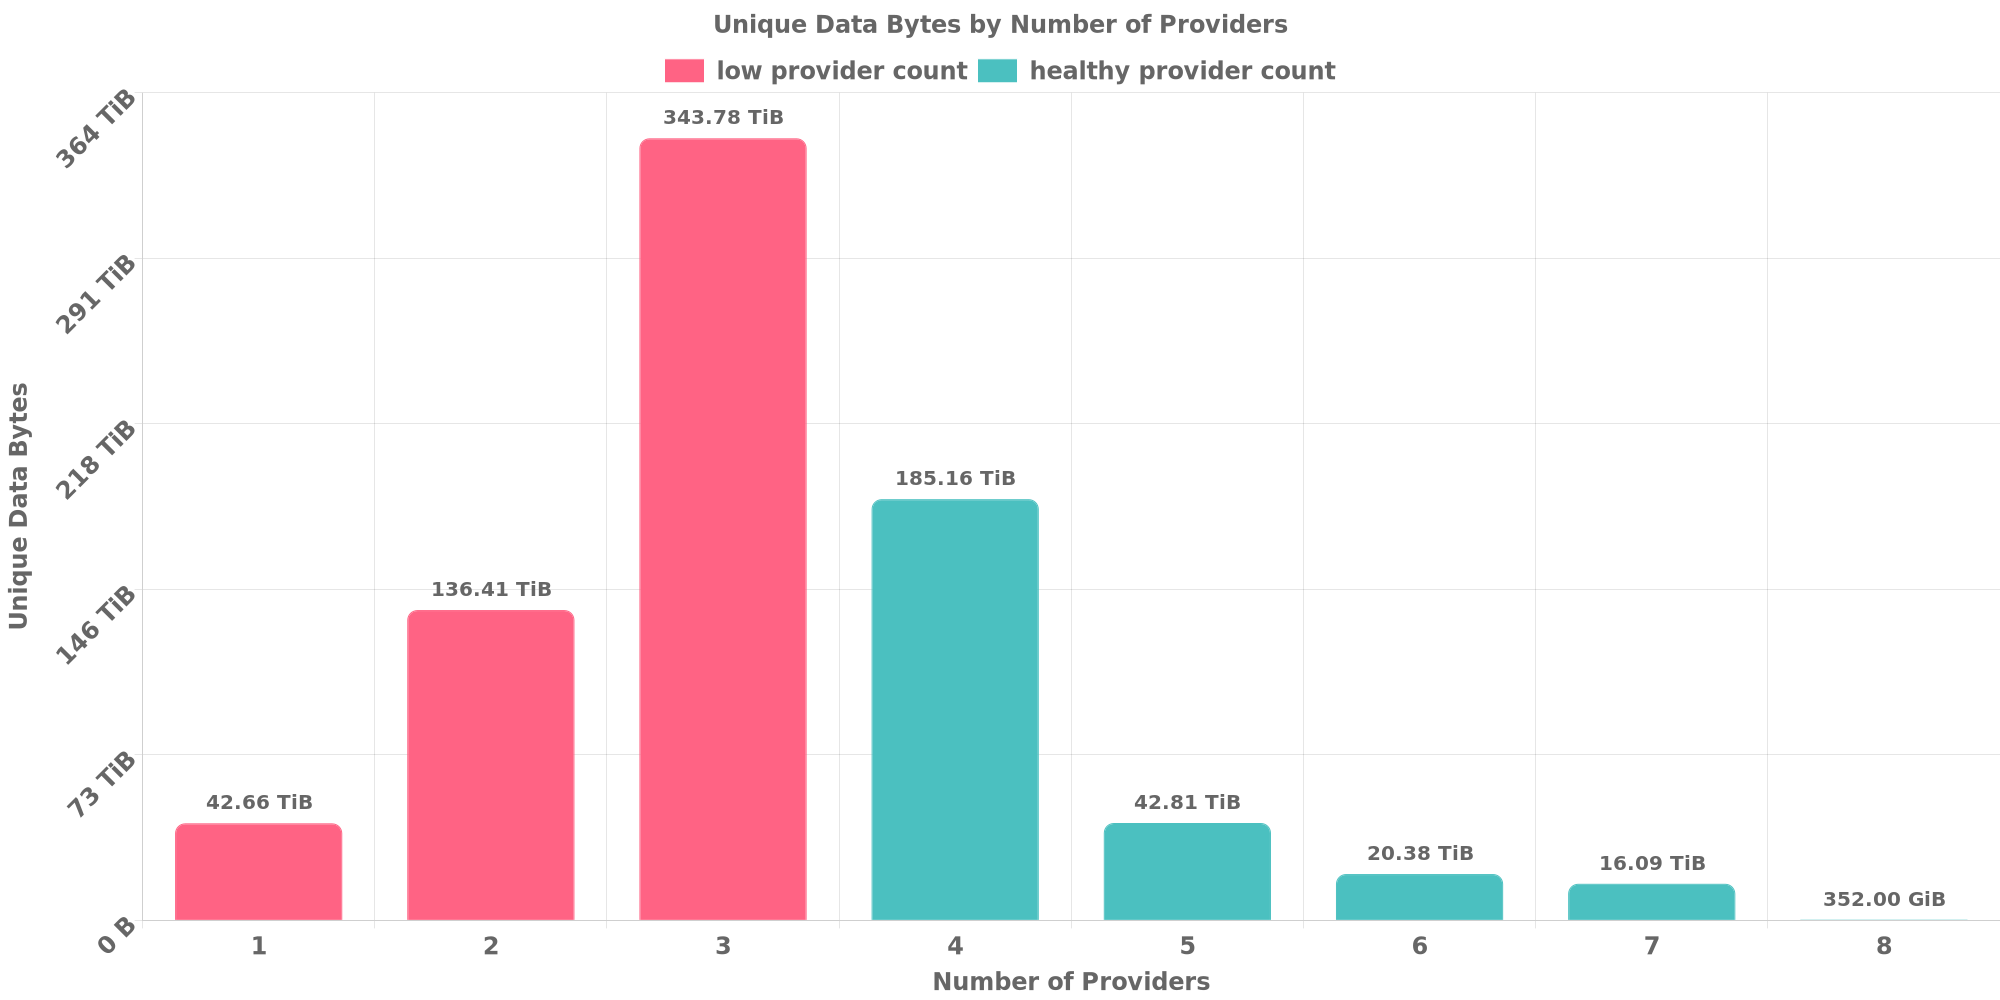 Unique Data Bytes by Number of Providers
low provider count healthy provider count
364 TiB
291 TiB
218 TiB
146 TiB
73 TiB
0 B
Unique Data Bytes
42.66 TiB
136.41 TiB
343.78 TiB
185.16 TiB
42.81 TiB
20.38 TiB
16.09 TiB
352.00 GiB
1 2 3 4 5 6 7 8
Number of Providers